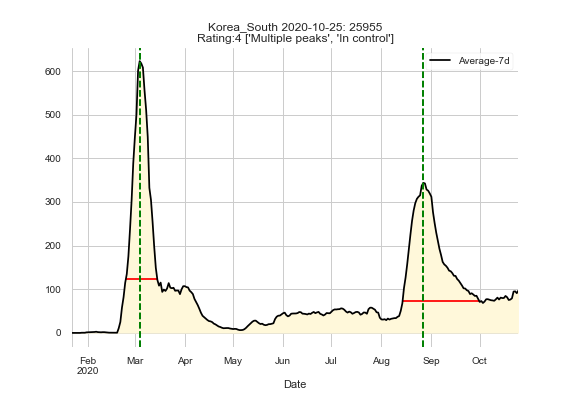 Korea_South 2020-10-25: 25955
Rating:4 ['Multiple peaks', 'In control']
Average-7d
600
500
400
300
200
100
0
Feb Mar Apr May Jun Jul Aug Sep Oct
2020
Date